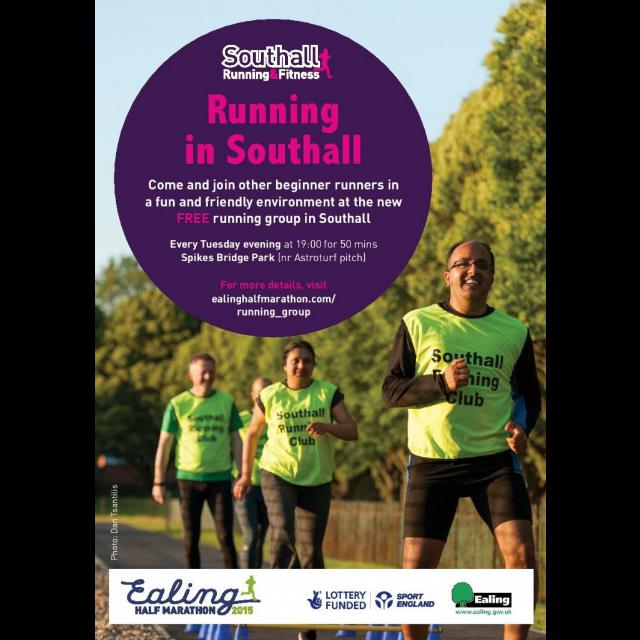 Southall
Running&Fitness
Running
in Southall
Come and join other beginner runners in
a fun and friendly environment at the new
FREE running group in Southall
Every Tuesday evening at 19:00 for 50 mins
Spikes Bridge Park (nr Astroturf pitch)
For more details, visit
ealinghalfmarathon.com/
running_group
Southall
Running
Club
Southall
Running
Club
Southall
Running
Club
Photo: Dan Tsantilis
Ealing
HALF MARATHON 2015
LOTTERY
FUNDED
SPORT
ENGLAND
Ealing
www.ealing.gov.uk